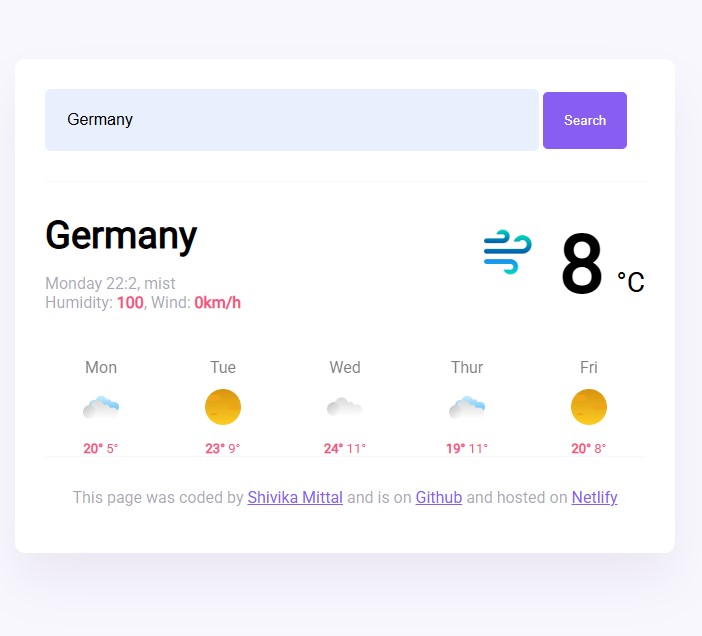 Germany
Search
Germany
8 °C
Monday 22:2, mist
Humidity: 100, Wind: 0km/h
Mon Tue Wed Thur Fri
20° 5° 23° 9° 24° 11° 19° 11° 20° 8°
This page was coded by Shivika Mittal and is on Github and hosted on Netlify